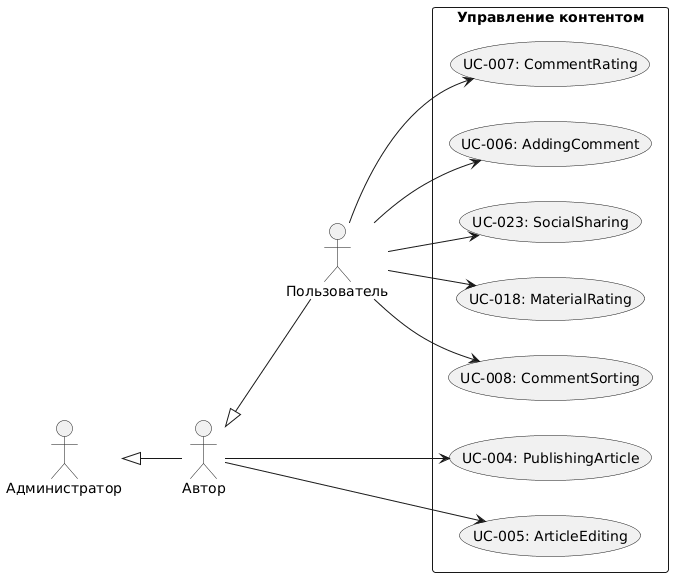 Управление контентом
UC-007: CommentRating
UC-006: AddingComment
UC-023: SocialSharing
UC-018: MaterialRating
Пользователь
UC-008: CommentSorting
UC-004: PublishingArticle
Администратор
Автор
UC-005: ArticleEditing